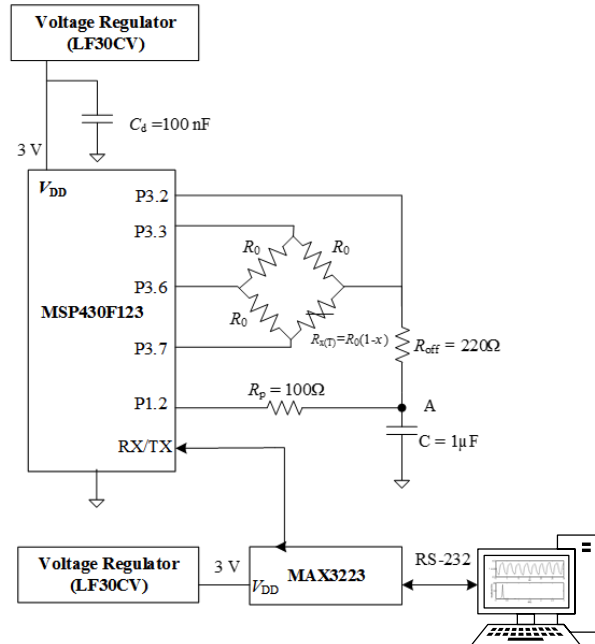 Voltage Regulator
(LF30CV)
C_d =100 nF
3 V
V_DD
P3.2
P3.3
R_0
R_0
P3.6
MSP430F123
R_0
R_x(T)=R_0(1-x)
R_off = 220Ω
P3.7
R_p = 100Ω
P1.2
A
C = 1µF
RX/TX
Voltage Regulator
(LF30CV)
3 V
V_DD
MAX3223
RS-232